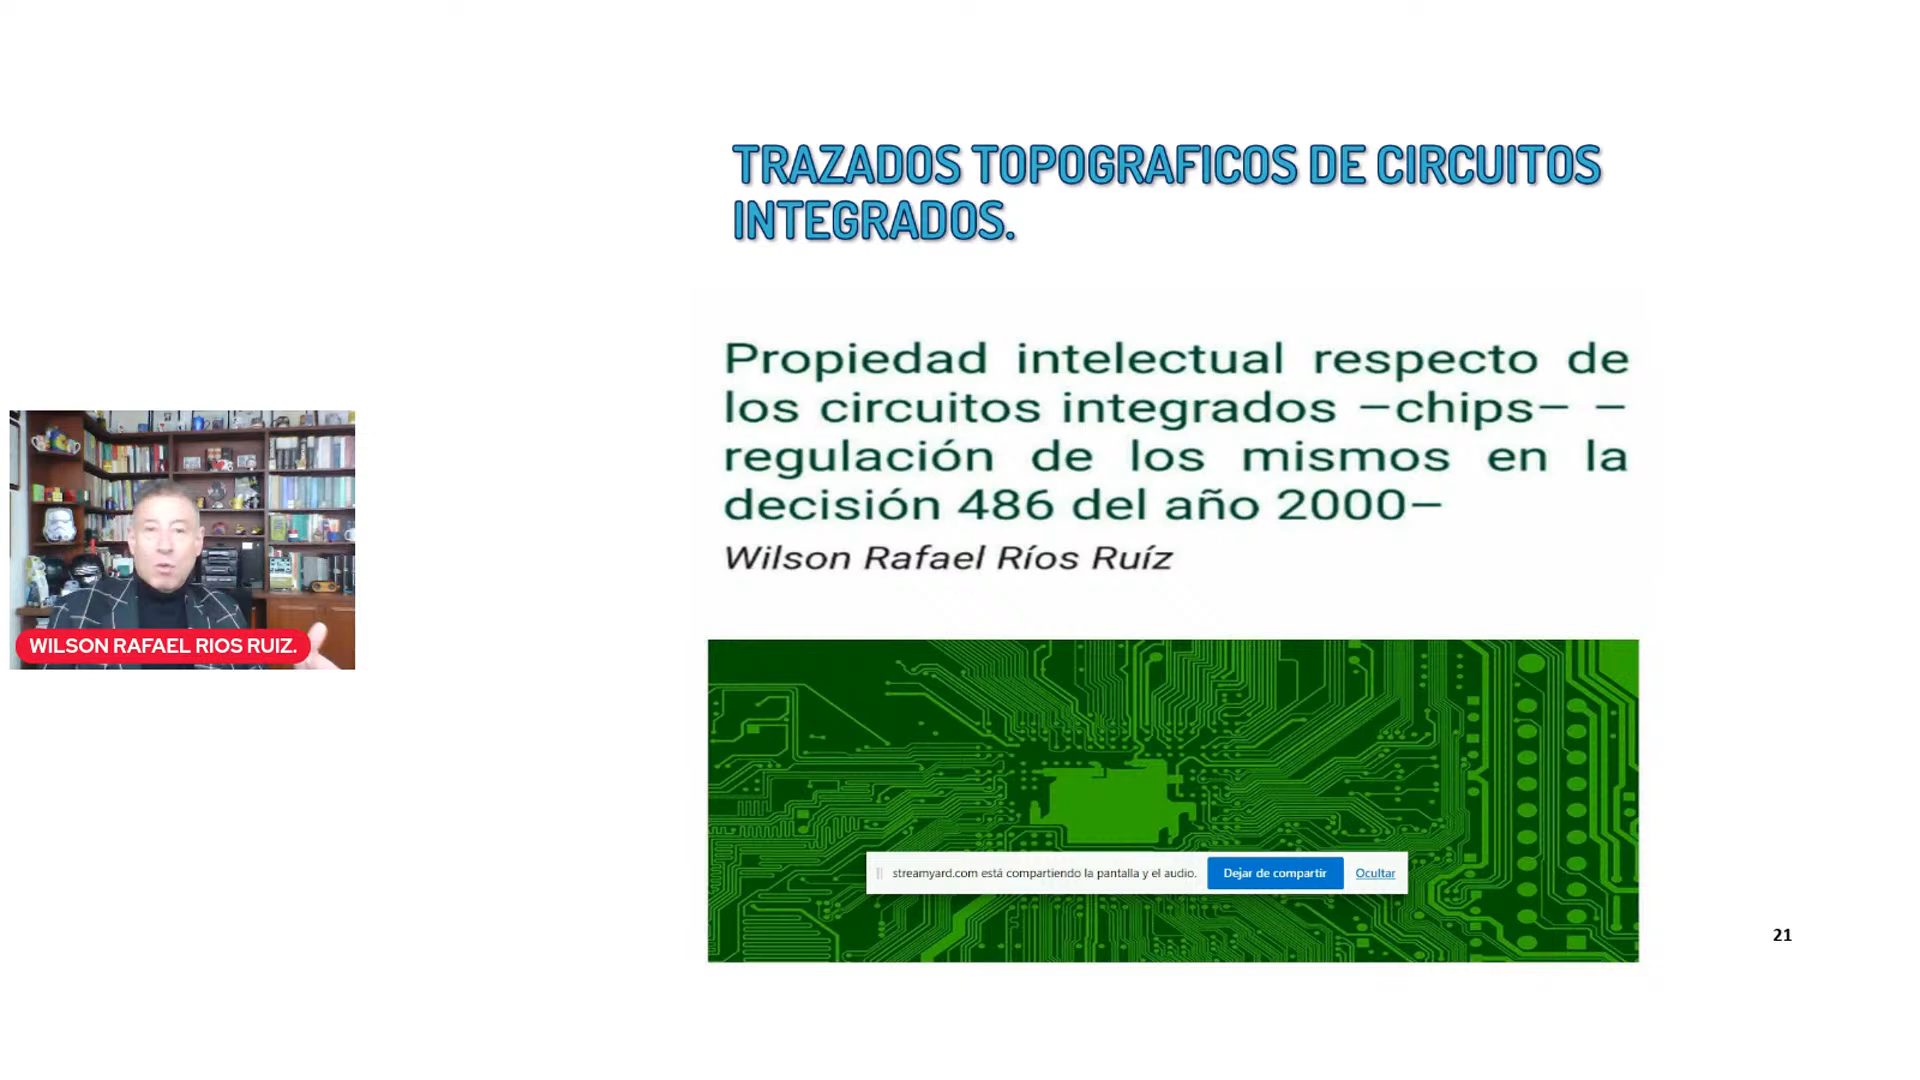 TRAZADOS TOPOGRAFICOS DE CIRCUITOS
INTEGRADOS.
Propiedad intelectual respecto de
los circuitos integrados –chips– –
regulación de los mismos en la
decisión 486 del año 2000–
Wilson Rafael Ríos Ruíz
WILSON RAFAEL RIOS RUIZ.
streamyard.com está compartiendo la pantalla y el audio. Dejar de compartir Ocultar
21